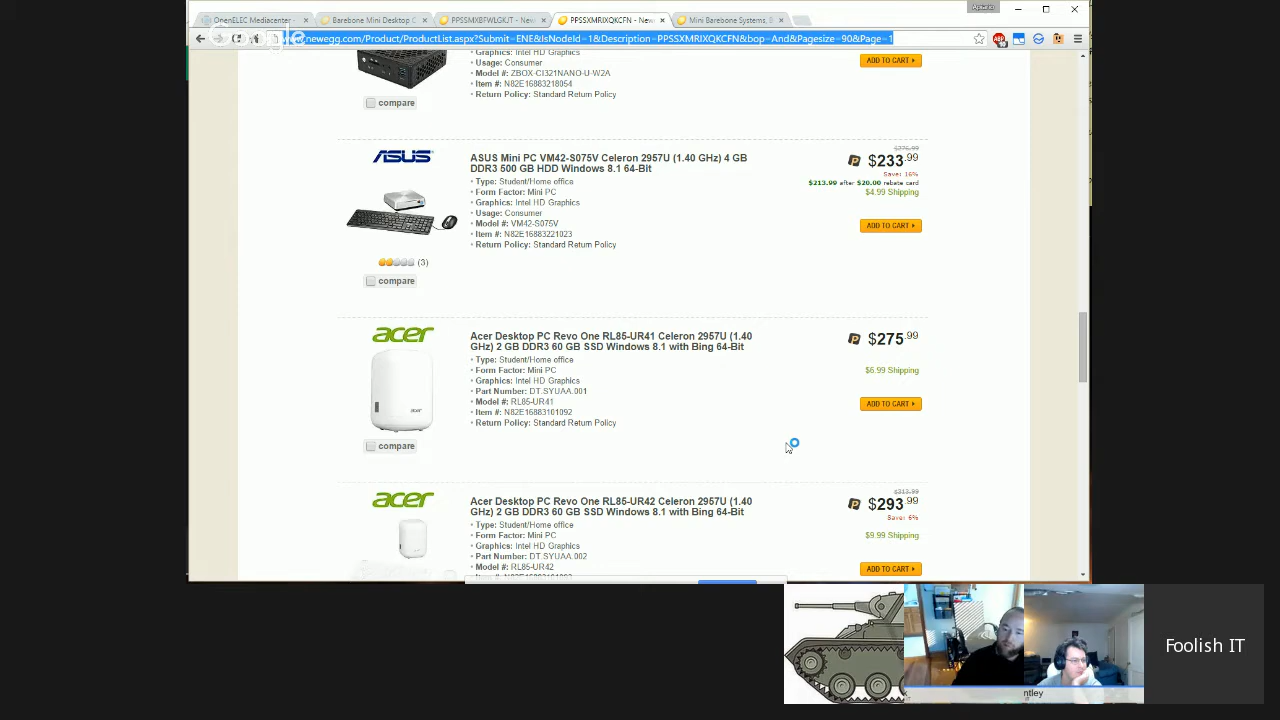 OpenELEC Mediacenter -
Barebone Mini Desktop C
PPSSMXBFWLGKJT - New
PPSSXMRIXQKCFN - New
Mini Barebone Systems, B
Google
www.newegg.com/Product/ProductList.aspx?Submit=ENE&IsNodeId=1&Description=PPSSXMRIXQKCFN&bop=And&Pagesize=90&Page=1
ABP
• Graphics: Intel HD Graphics
• Usage: Consumer
• Model #: ZBOX-CI321NANO-U-W2A
• Item #: N82E16883218054
• Return Policy: Standard Return Policy
ADD TO CART
compare
ASUS
ASUS Mini PC VM42-S075V Celeron 2957U (1.40 GHz) 4 GB
DDR3 500 GB HDD Windows 8.1 64-Bit
• Type: Student/Home office
• Form Factor: Mini PC
• Graphics: Intel HD Graphics
• Usage: Consumer
• Model #: VM42-S075V
• Item #: N82E16883221023
• Return Policy: Standard Return Policy
$233.99
Save: 16%
$213.99 after $20.00 rebate card
$4.99 Shipping
ADD TO CART
(3)
compare
acer
Acer Desktop PC Revo One RL85-UR41 Celeron 2957U (1.40
GHz) 2 GB DDR3 60 GB SSD Windows 8.1 with Bing 64-Bit
• Type: Student/Home office
• Form Factor: Mini PC
• Graphics: Intel HD Graphics
• Part Number: DT.SYUAA.001
• Model #: RL85-UR41
• Item #: N82E16883101092
• Return Policy: Standard Return Policy
$275.99
$6.99 Shipping
ADD TO CART
compare
acer
Acer Desktop PC Revo One RL85-UR42 Celeron 2957U (1.40
GHz) 2 GB DDR3 60 GB SSD Windows 8.1 with Bing 64-Bit
• Type: Student/Home office
• Form Factor: Mini PC
• Graphics: Intel HD Graphics
• Part Number: DT.SYUAA.002
• Model #: RL85-UR42
$313.99
$293.99
Save: 6%
$9.99 Shipping
ADD TO CART
Foolish IT
ntley